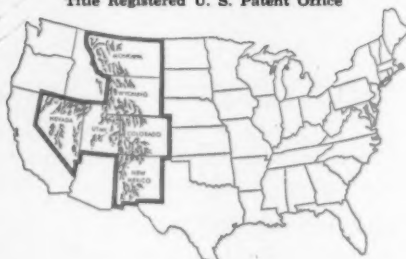 Title Registered U. S. Patent Office
MONTANA
WYOMING
NEVADA
UTAH
COLORADO
NEW
MEXICO